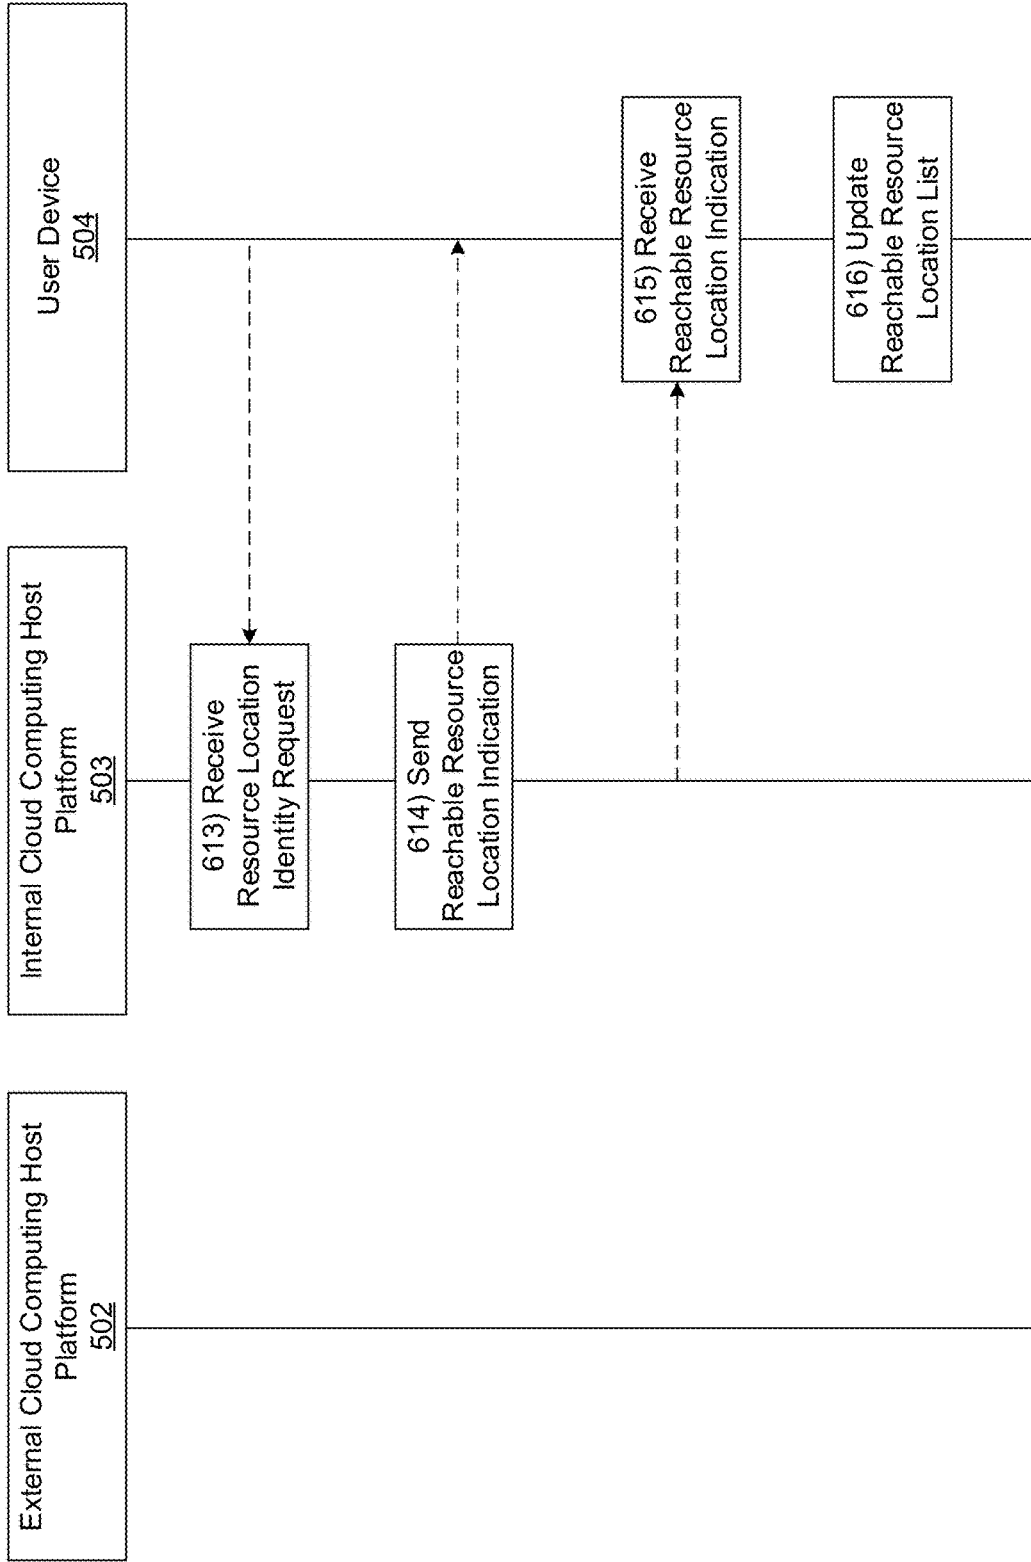 External Cloud Computing Host
Platform
502
Internal Cloud Computing Host
Platform
503
User Device
504
613) Receive
Resource Location
Identity Request
614) Send
Reachable Resource
Location Indication
615) Receive
Reachable Resource
Location Indication
616) Update
Reachable Resource
Location List